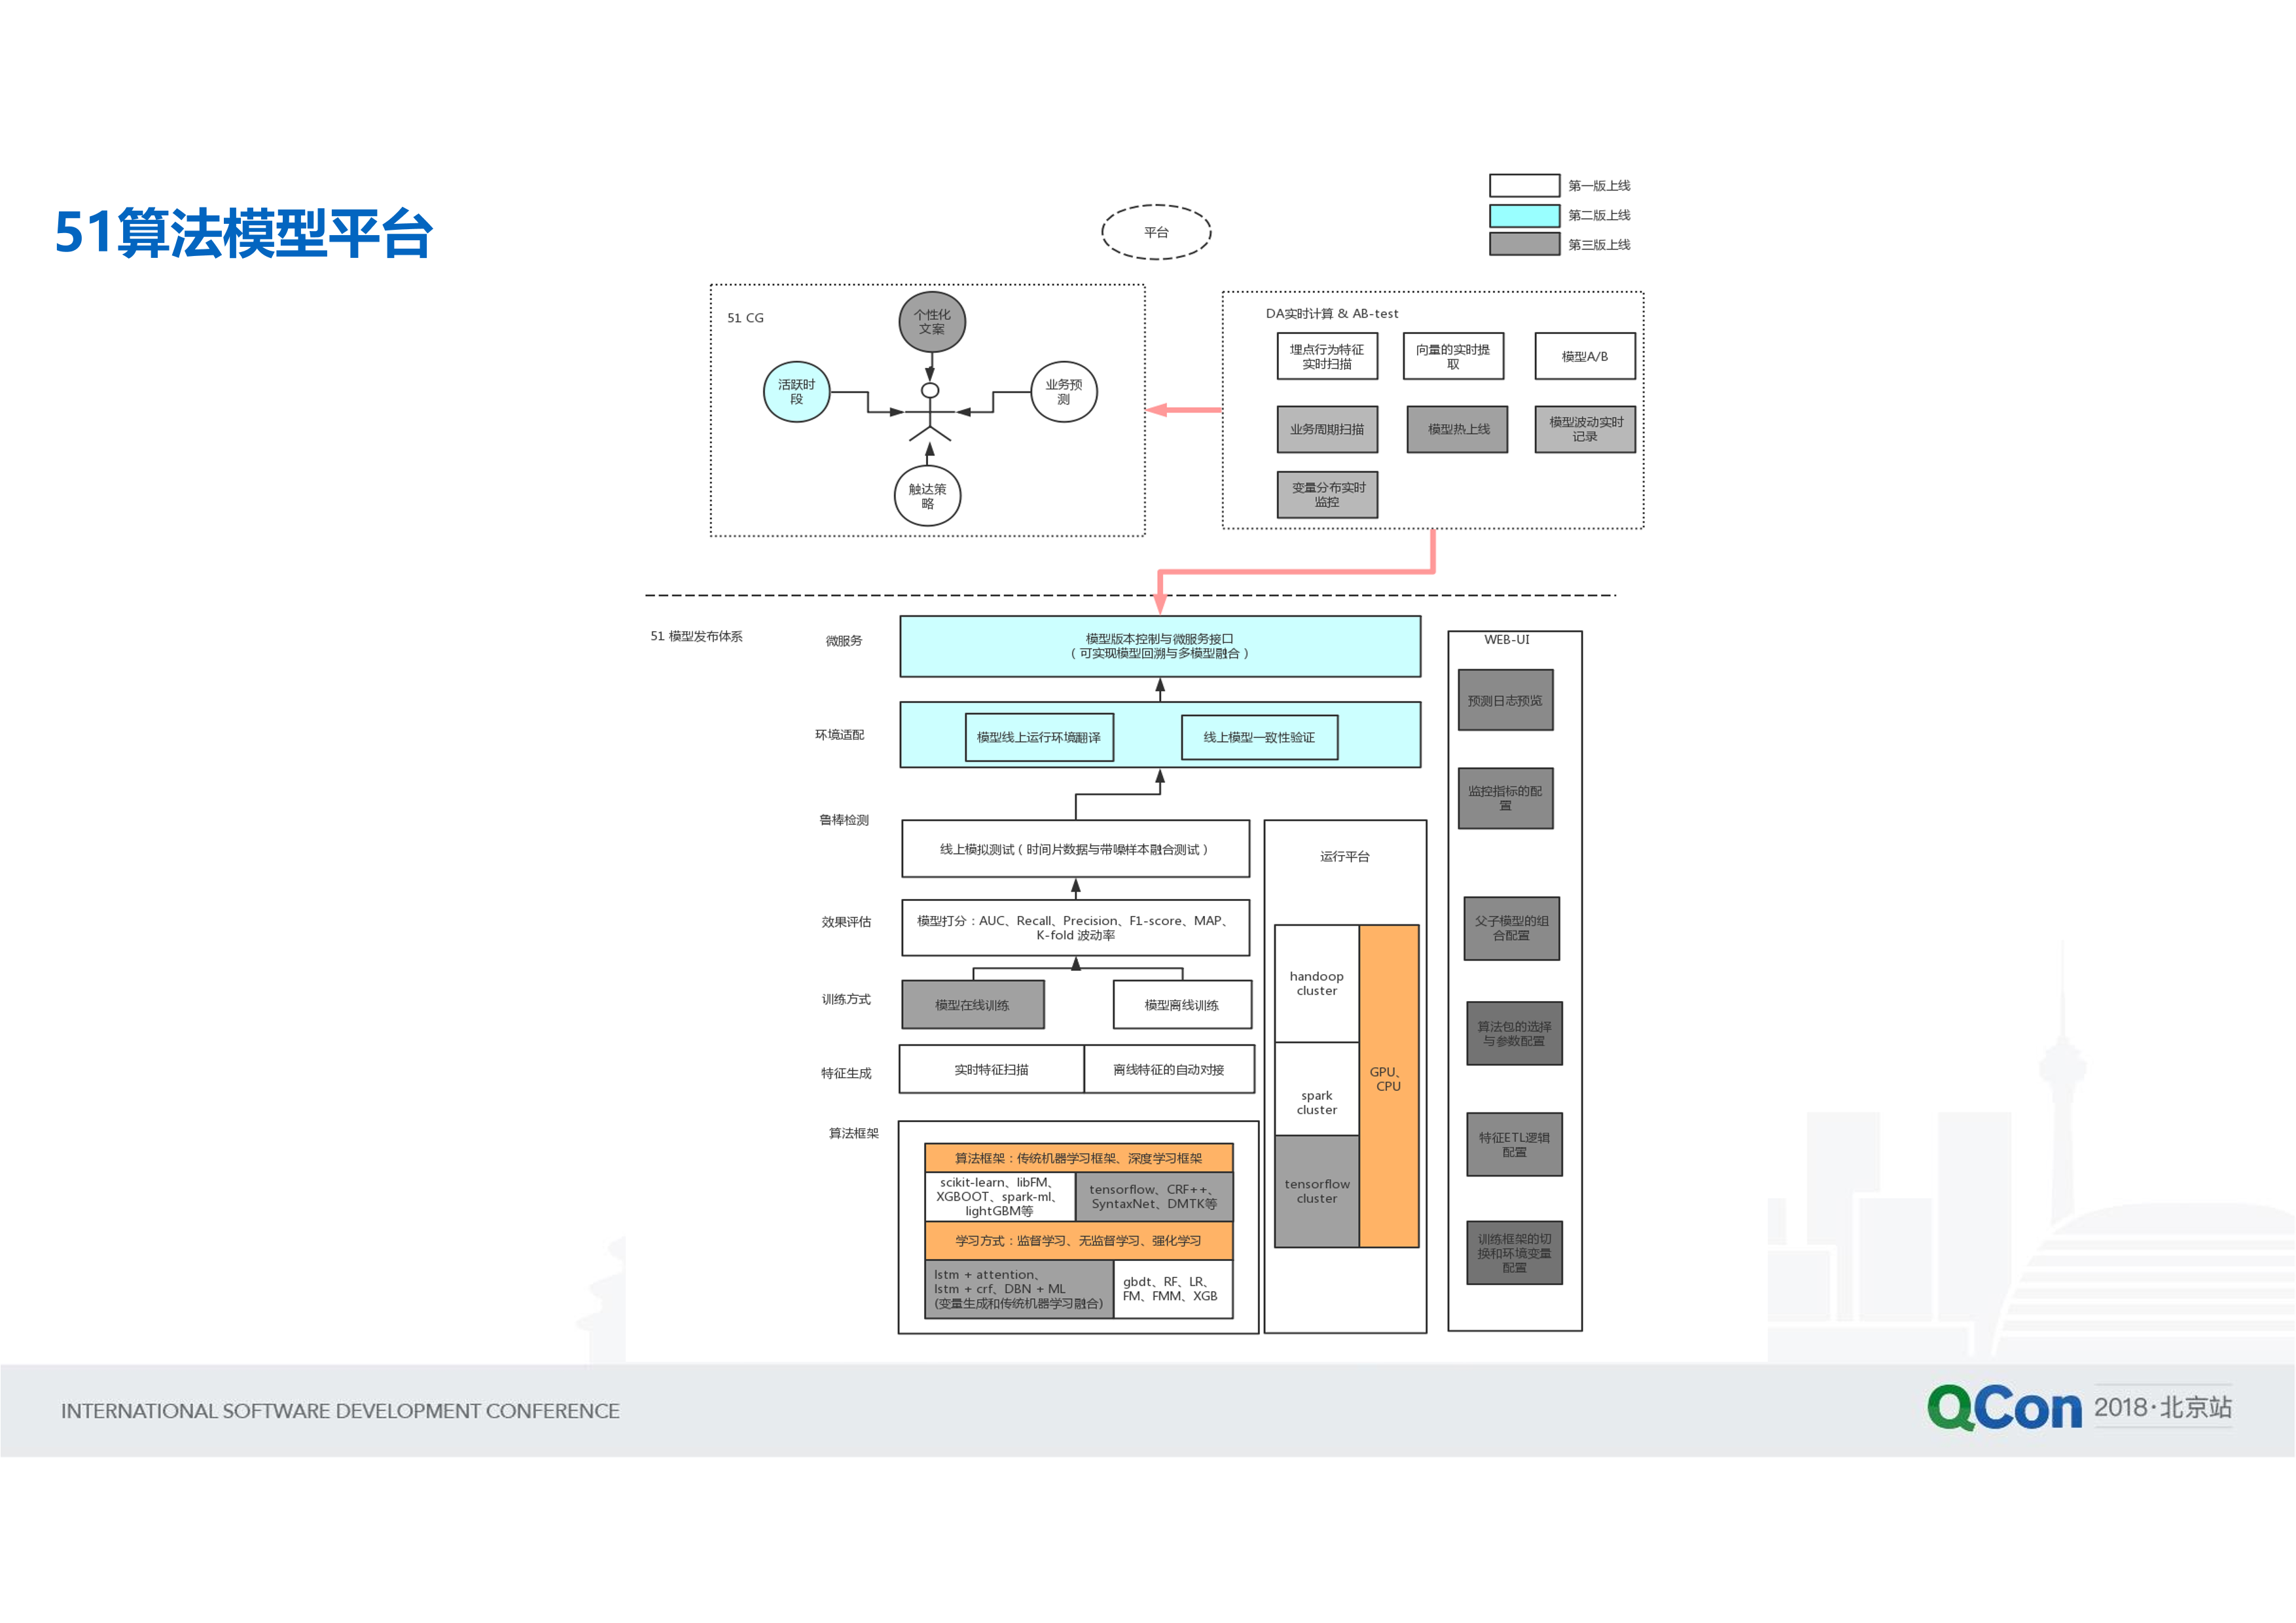 51算法模型平台
平台
第一版上线
第二版上线
第三版上线
51 CG
个性化
文案
活跃时
段
业务预
测
触达策
略
DA实时计算 & AB-test
埋点行为特征
实时扫描
向量的实时提
取
模型A/B
业务周期扫描
模型热上线
模型波动实时
记录
变量分布实时
监控
51 模型发布体系
微服务
模型版本控制与微服务接口
（可实现模型回溯与多模型融合）
环境适配
模型线上运行环境翻译
线上模型一致性验证
鲁棒检测
线上模拟测试（时间片数据与带噪样本融合测试）
效果评估
模型打分：AUC、Recall、Precision、F1-score、MAP、
K-fold 波动率
训练方式
模型在线训练
模型离线训练
特征生成
实时特征扫描
离线特征的自动对接
算法框架
算法框架：传统机器学习框架、深度学习框架
scikit-learn、libFM、
XGBOOT、spark-ml、
lightGBM等
tensorflow、CRF++、
SyntaxNet、DMTK等
学习方式：监督学习、无监督学习、强化学习
lstm + attention、
lstm + crf、DBN + ML
(变量生成和传统机器学习融合)
gbdt、RF、LR、
FM、FMM、XGB
运行平台
handoop
cluster
spark
cluster
tensorflow
cluster
GPU、
CPU
WEB-UI
预测日志预览
监控指标的配
置
父子模型的组
合配置
算法包的选择
与参数配置
特征ETL逻辑
配置
训练框架的切
换和环境变量
配置
INTERNATIONAL SOFTWARE DEVELOPMENT CONFERENCE
QCon 2018·北京站